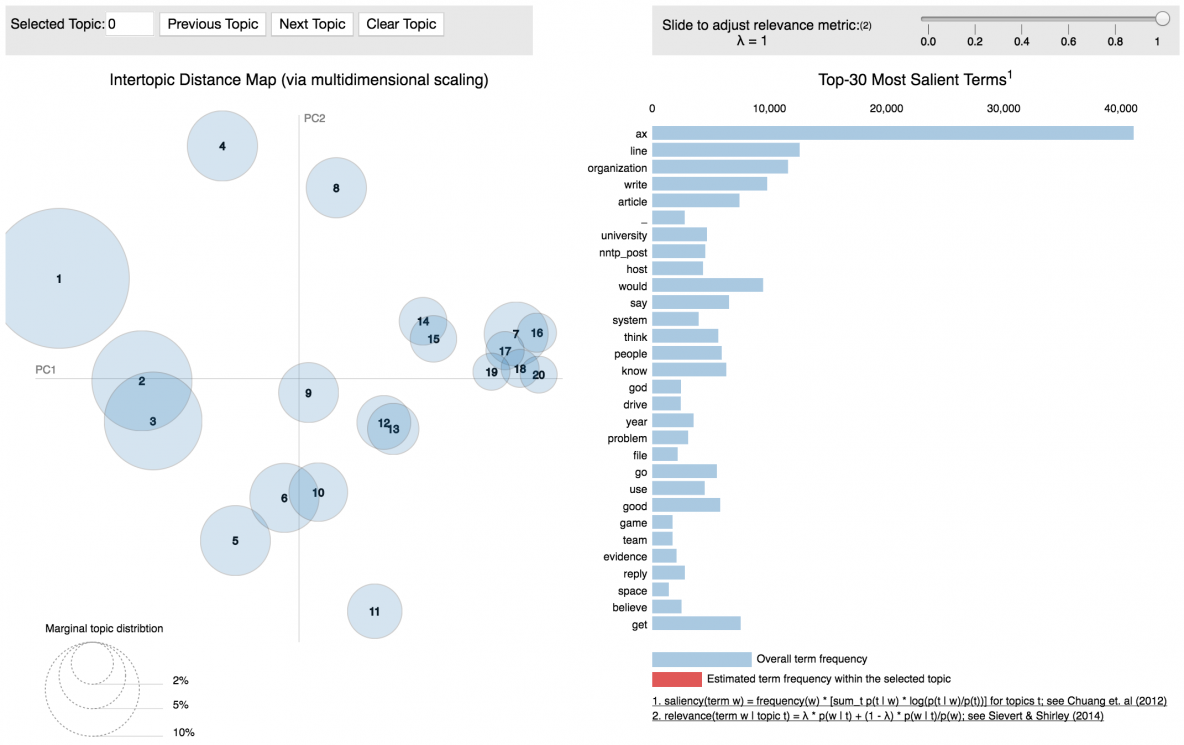 Selected Topic: 0 Previous Topic Next Topic Clear Topic
Slide to adjust relevance metric:(2)
λ = 1
0.0 0.2 0.4 0.6 0.8 1
Intertopic Distance Map (via multidimensional scaling)
PC2
PC1
4
8
1
14
15
7
16
17
19
18
20
2
9
3
12
13
6
10
5
11
Marginal topic distribtion
2%
5%
10%
Top-30 Most Salient Terms1
0 10,000 20,000 30,000 40,000
ax
line
organization
write
article
_
university
nntp_post
host
would
say
system
think
people
know
god
drive
year
problem
file
go
use
good
game
team
evidence
reply
space
believe
get
Overall term frequency
Estimated term frequency within the selected topic
1. saliency(term w) = frequency(w) * [sum_t p(t | w) * log(p(t | w)/p(t))] for topics t; see Chuang et. al (2012)
2. relevance(term w | topic t) = λ * p(w | t) + (1 - λ) * p(w | t)/p(w); see Sievert & Shirley (2014)